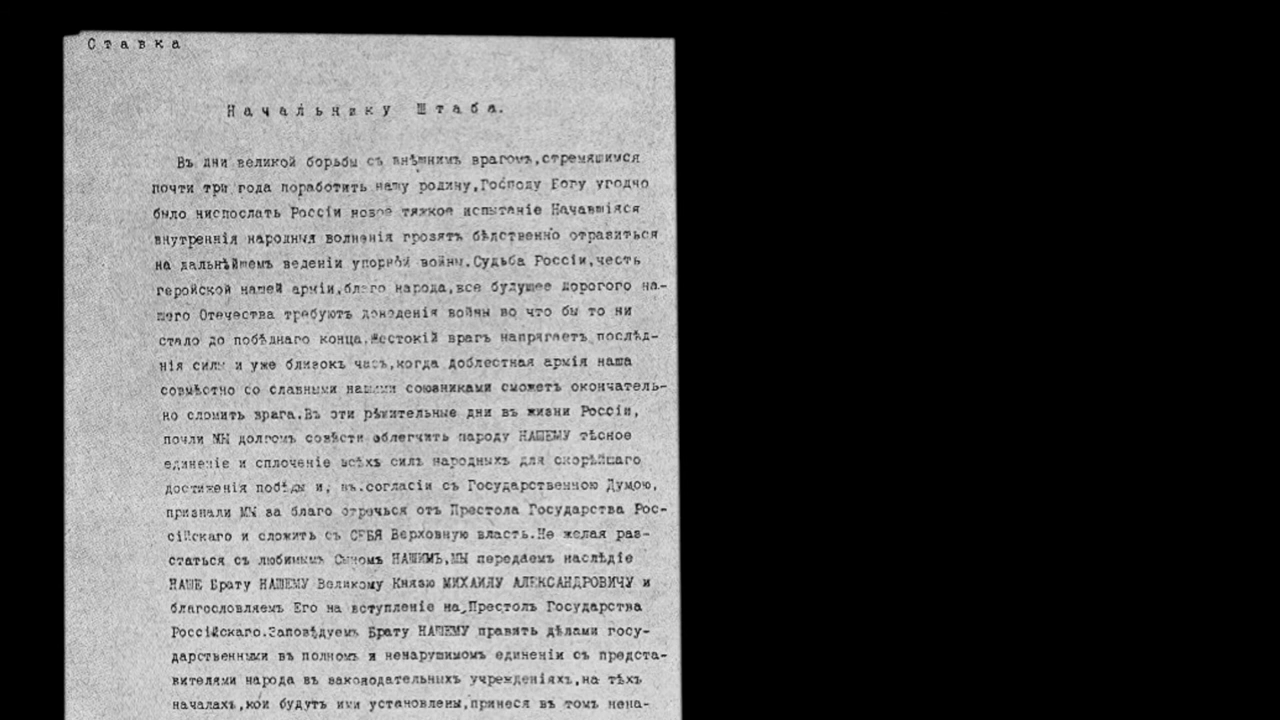 Ставка
Начальнику Штаба.
Въ дни великой борьбы съ внѣшнимъ врагомъ,стремящимся
почти три года поработить нашу родину,Господу Богу угодно
было ниспослать Россіи новое тяжкое испытаніе Начавшіяся
внутреннія народныя волненія грозятъ бѣдственно отразиться
на дальнѣйшемъ веденіи упорной войны.Судьба Россіи,честь
геройской нашей арміи,благо народа,все будущее дорогого на-
шего Отечества требуютъ доведенія войны во что бы то ни
стало до побѣднаго конца.Жестокій врагъ напрягаетъ послѣд-
нія силы и уже близокъ часъ,когда доблестная армія наша
совмѣстно со славными нашими союзниками сможетъ окончатель-
но сломить врага.Въ эти рѣшительные дни въ жизни Россіи,
почли МЫ долгомъ совѣсти облегчить народу НАШЕМУ тѣсное
единеніе и сплоченіе всѣхъ силъ народныхъ для скорѣйшаго
достиженія побѣды и, въ.согласіи съ Государственною Думою,
признали МЫ за благо отречься отъ Престола Государства Рос-
сійскаго и сложить съ СЕБЯ Верховную власть.Не желая раз-
статься съ любимымъ Сыномъ НАШИМЪ,МЫ передаемъ наслѣдіе
НАШЕ Брату НАШЕМУ Великому Князю МИХАИЛУ АЛЕКСАНДРОВИЧУ и
благословляемъ Его на вступленіе на Престолъ Государства
Россійскаго.Заповѣдуемъ Брату НАШЕМУ править дѣлами госу-
дарственными въ полномъ и ненарушимомъ единеніи съ предста-
вителями народа въ законодательныхъ учрежденіяхъ,на тѣхъ
началахъ,кои будутъ ими установлены,принеся въ томъ нена-